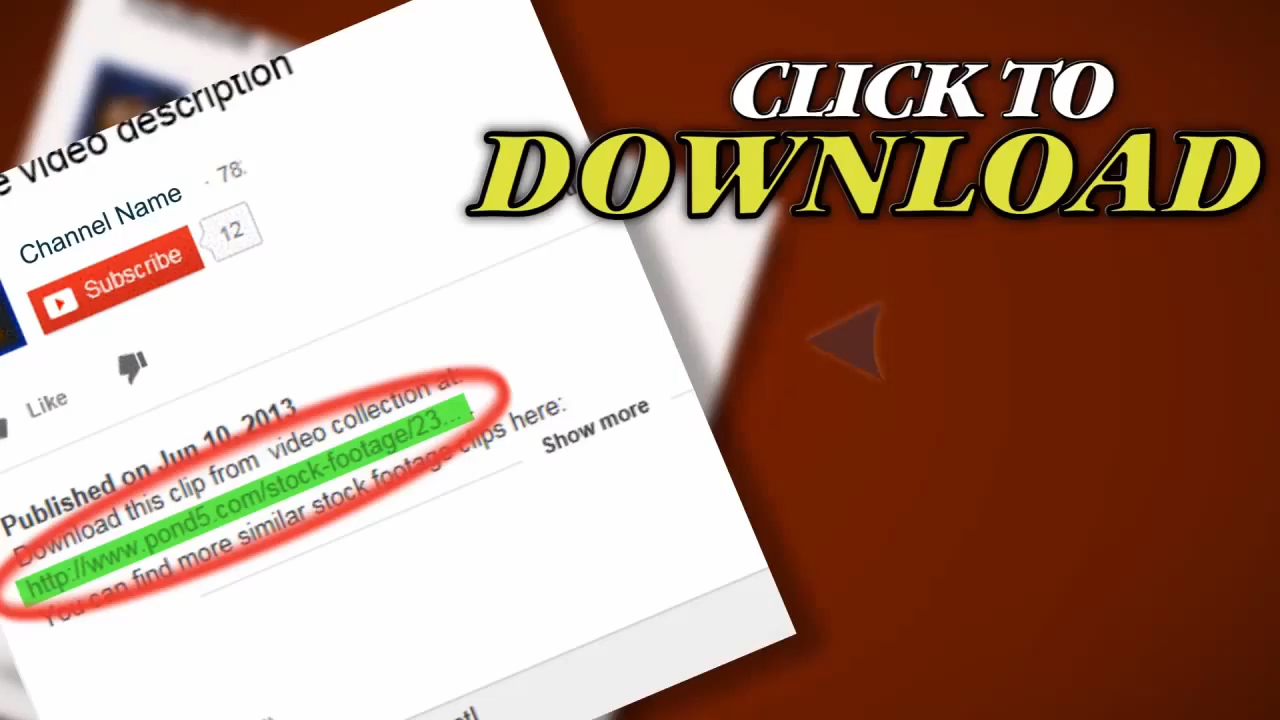 CLICK TO
DOWNLOAD
video description
Channel Name
78
Subscribe
12
Like
Published on Jun 10, 2013
Download this clip from video collection at:
http://www.pond5.com/stock-footage/23...
You can find more similar stock footage clips here:
Show more